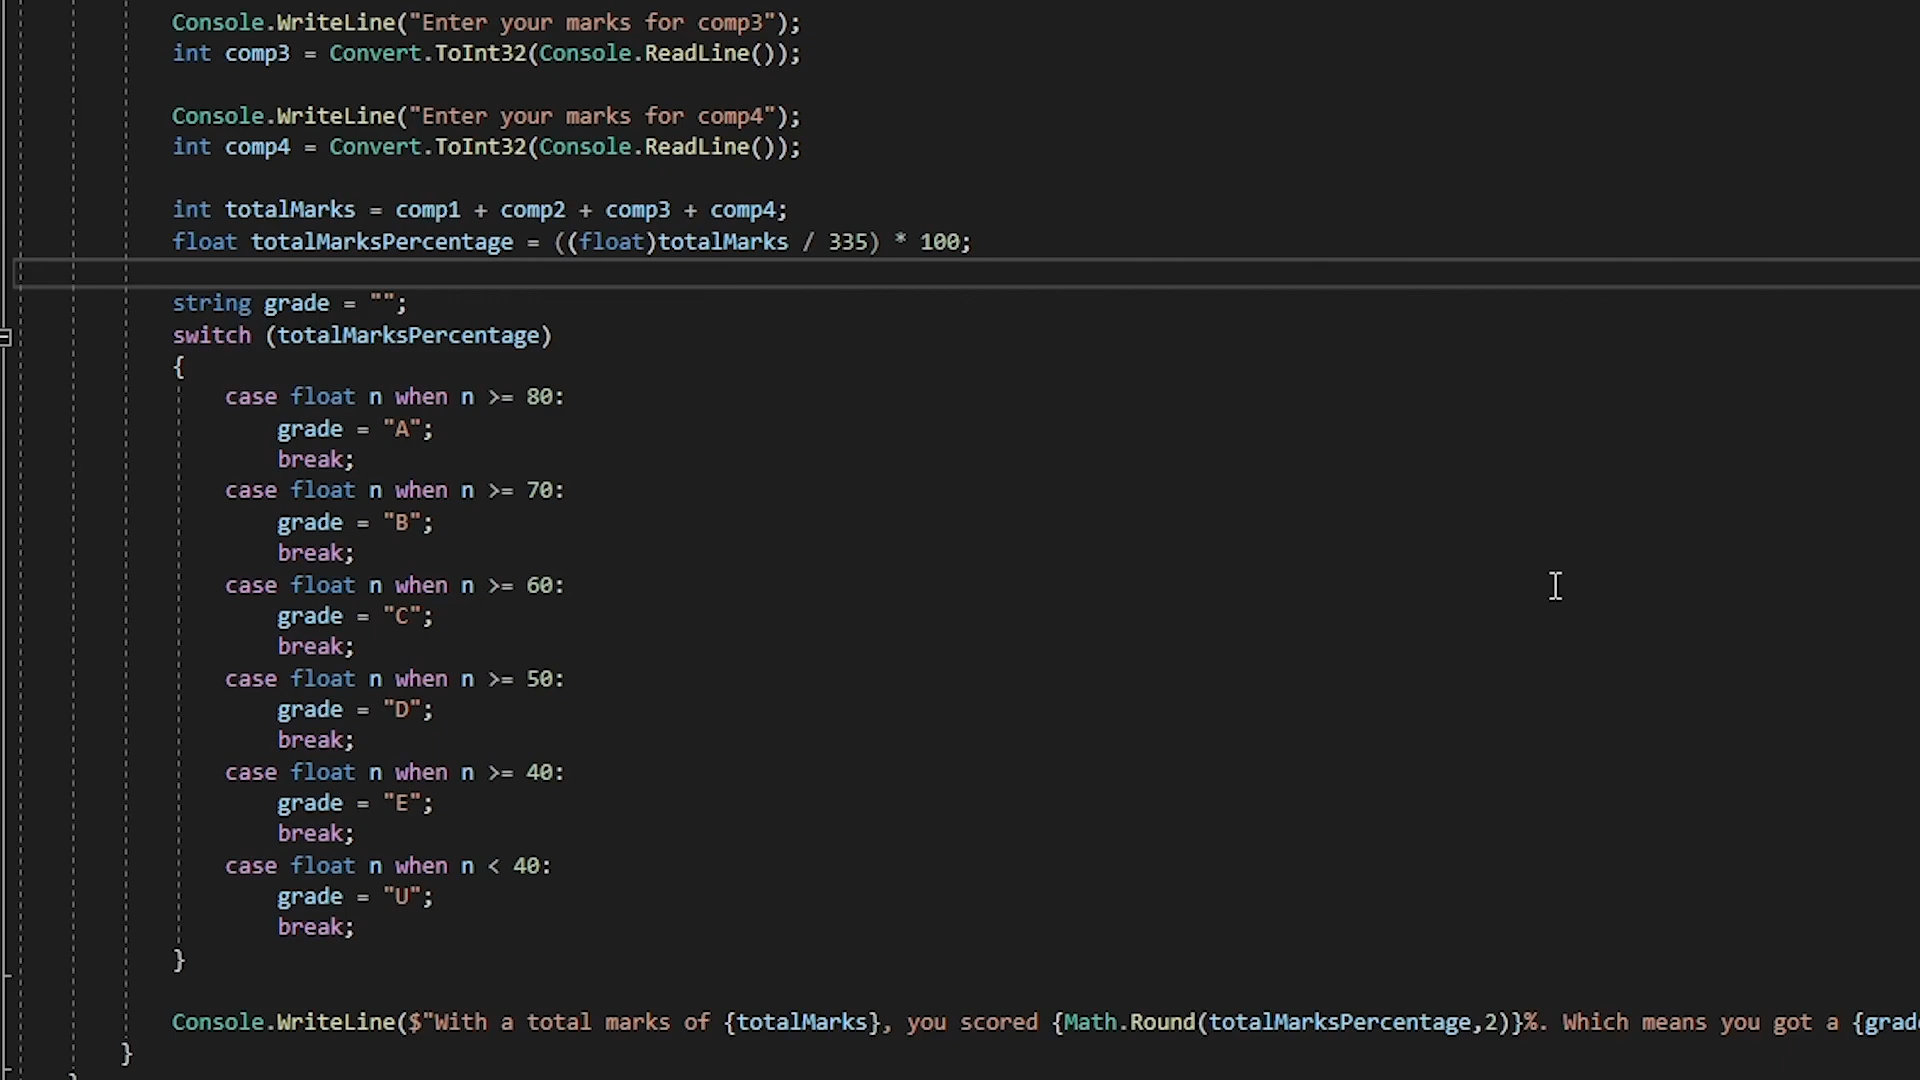 Console.WriteLine("Enter your marks for comp3");
int comp3 = Convert.ToInt32(Console.ReadLine());
Console.WriteLine("Enter your marks for comp4");
int comp4 = Convert.ToInt32(Console.ReadLine());
int totalMarks = comp1 + comp2 + comp3 + comp4;
float totalMarksPercentage = ((float)totalMarks / 335) * 100;
string grade = "";
switch (totalMarksPercentage)
{
case float n when n >= 80:
grade = "A";
break;
case float n when n >= 70:
grade = "B";
break;
case float n when n >= 60:
grade = "C";
break;
case float n when n >= 50:
grade = "D";
break;
case float n when n >= 40:
grade = "E";
break;
case float n when n < 40:
grade = "U";
break;
}
Console.WriteLine($"With a total marks of {totalMarks}, you scored {Math.Round(totalMarksPercentage,2)}%. Which means you got a {grad
}